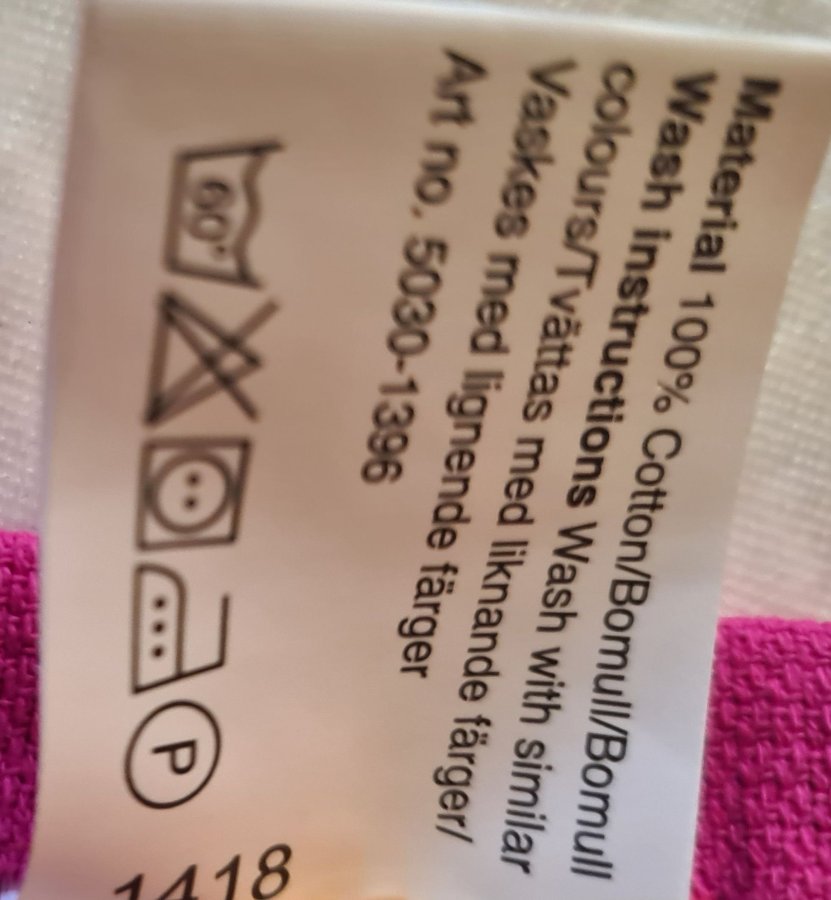 Material 100% Cotton/Bomull/Bomull
Wash instructions Wash with similar
colours/Tvättas med liknande färger/
Vaskes med lignende färger
Art no. 5030-1396
60°
P
1418